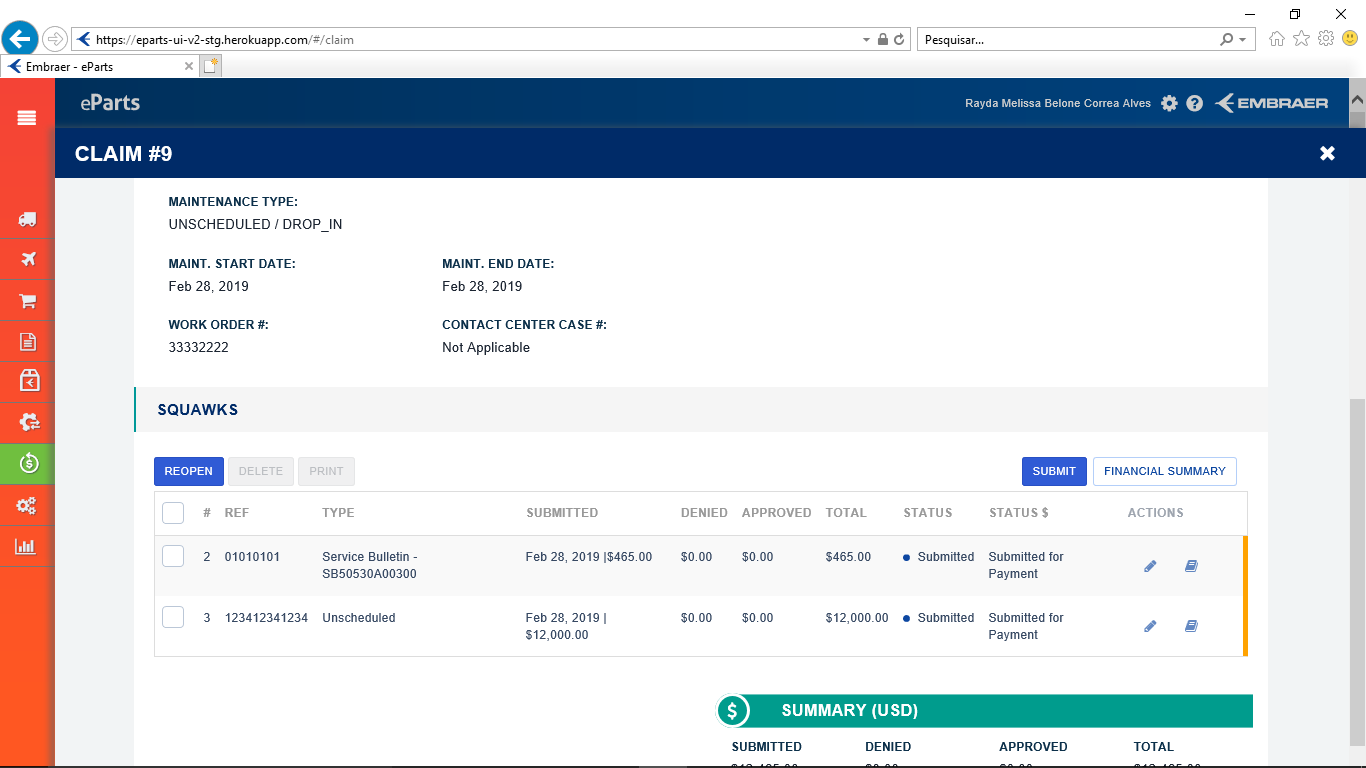 https://eparts-ui-v2-stg.herokuapp.com/#/claim
Pesquisar...
Embraer - eParts
eParts
Rayda Melissa Belone Correa Alves
EMBRAER
CLAIM #9
MAINTENANCE TYPE:
UNSCHEDULED / DROP_IN
MAINT. START DATE: MAINT. END DATE:
Feb 28, 2019 Feb 28, 2019
WORK ORDER #: CONTACT CENTER CASE #:
33332222 Not Applicable
SQUAWKS
REOPEN DELETE PRINT SUBMIT FINANCIAL SUMMARY
# REF TYPE SUBMITTED DENIED APPROVED TOTAL STATUS STATUS $ ACTIONS
2 01010101 Service Bulletin - Feb 28, 2019 |$465.00 $0.00 $0.00 $465.00 Submitted Submitted for
SB50530A00300 Payment
3 123412341234 Unscheduled Feb 28, 2019 | $0.00 $0.00 $12,000.00 Submitted Submitted for
$12,000.00 Payment
$ SUMMARY (USD)
SUBMITTED DENIED APPROVED TOTAL